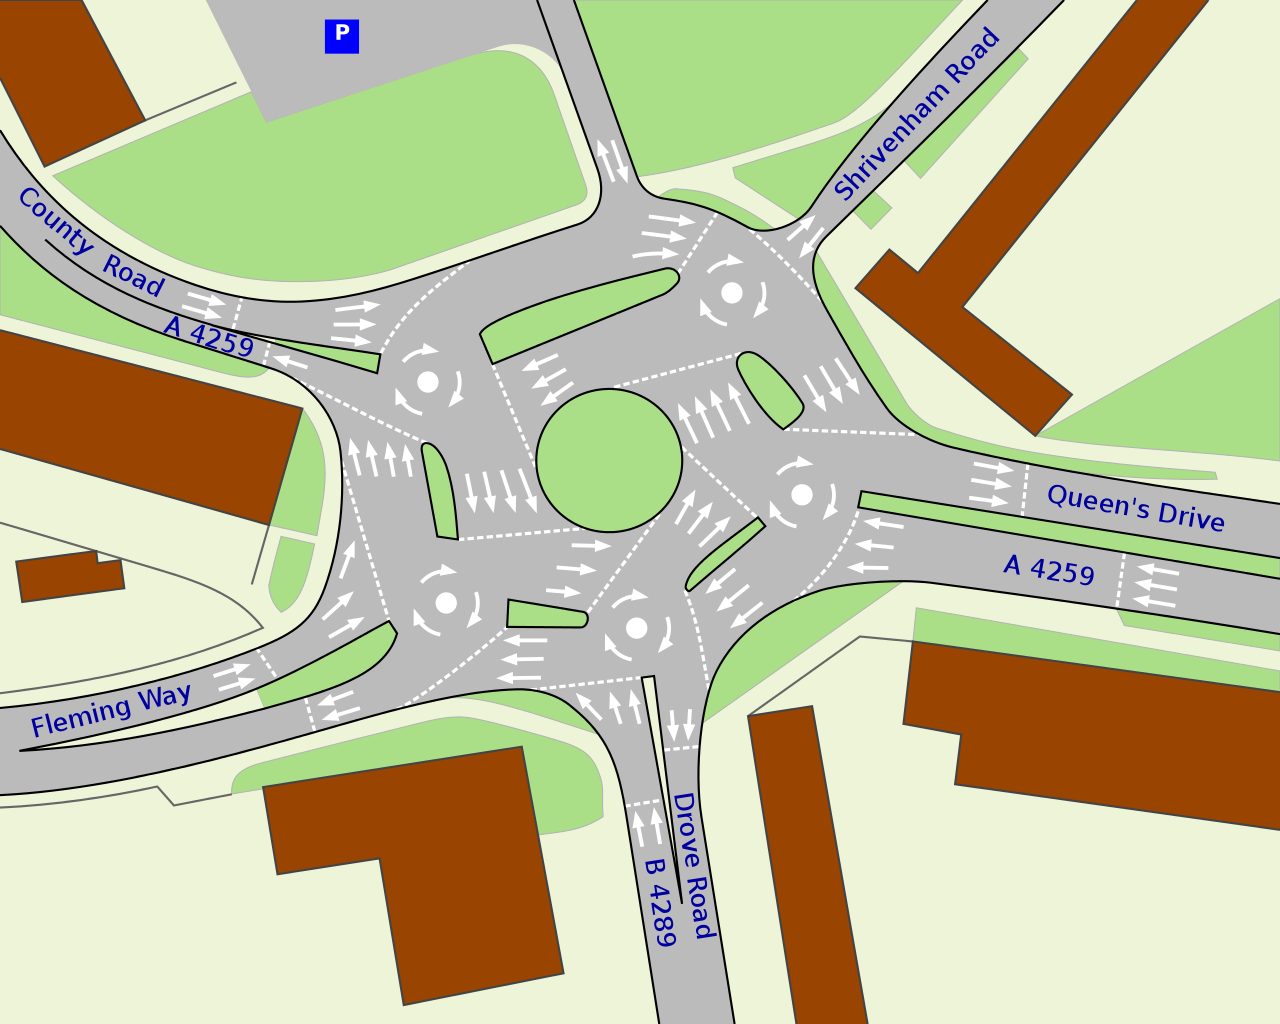 P
Shrivenham Road
County Road
A 4259
Queen's Drive
A 4259
Fleming Way
Drove Road
B 4289